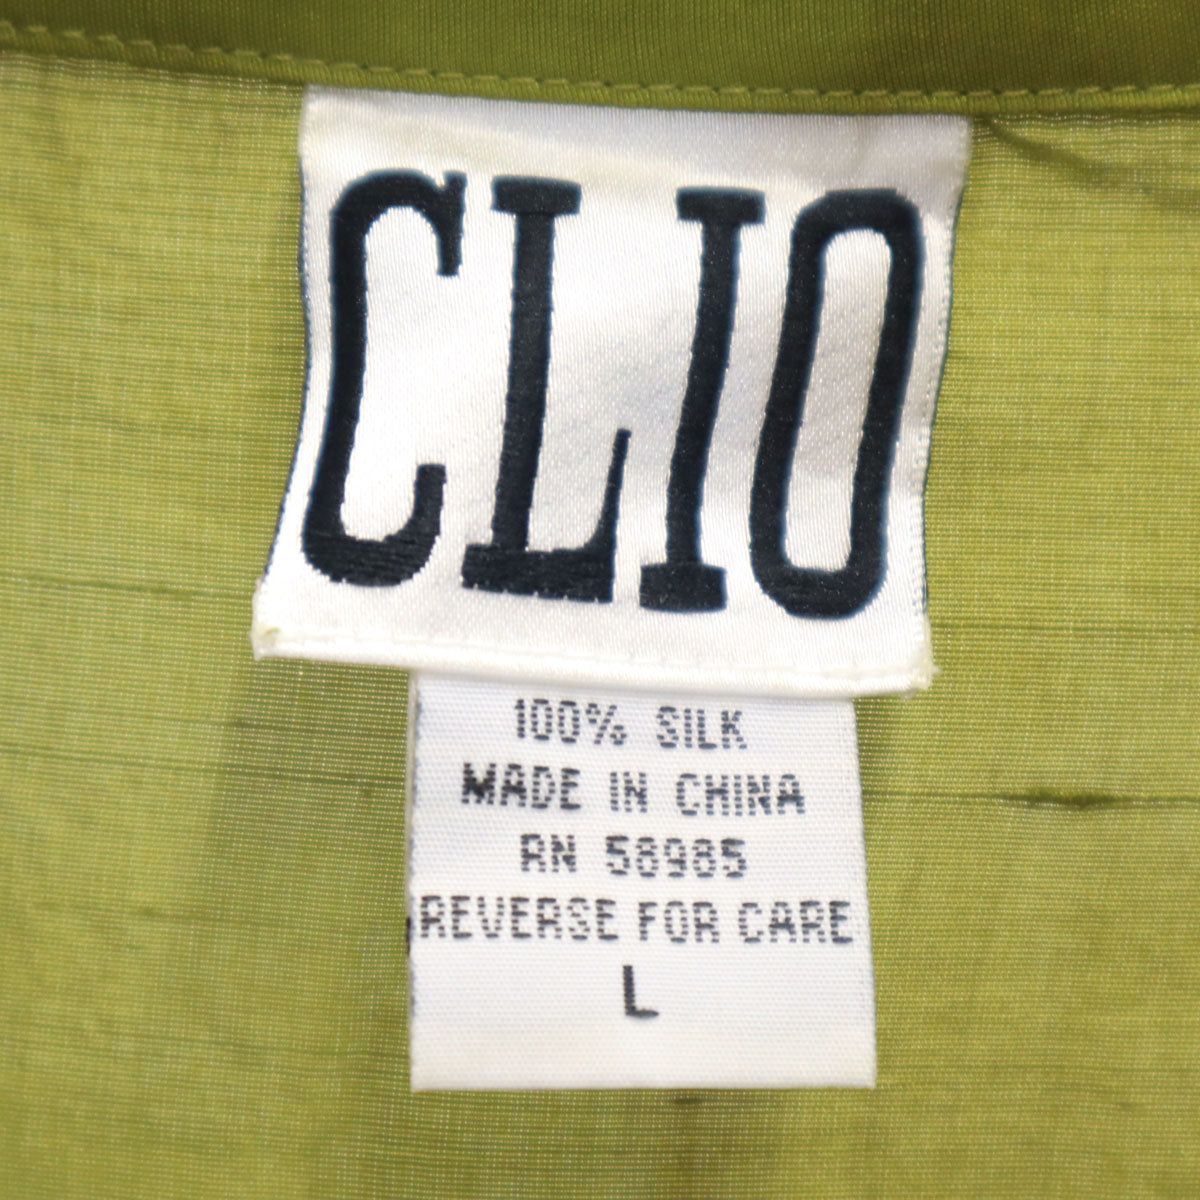 CLIO
100% SILK
MADE IN CHINA
RN 58985
REVERSE FOR CARE
L